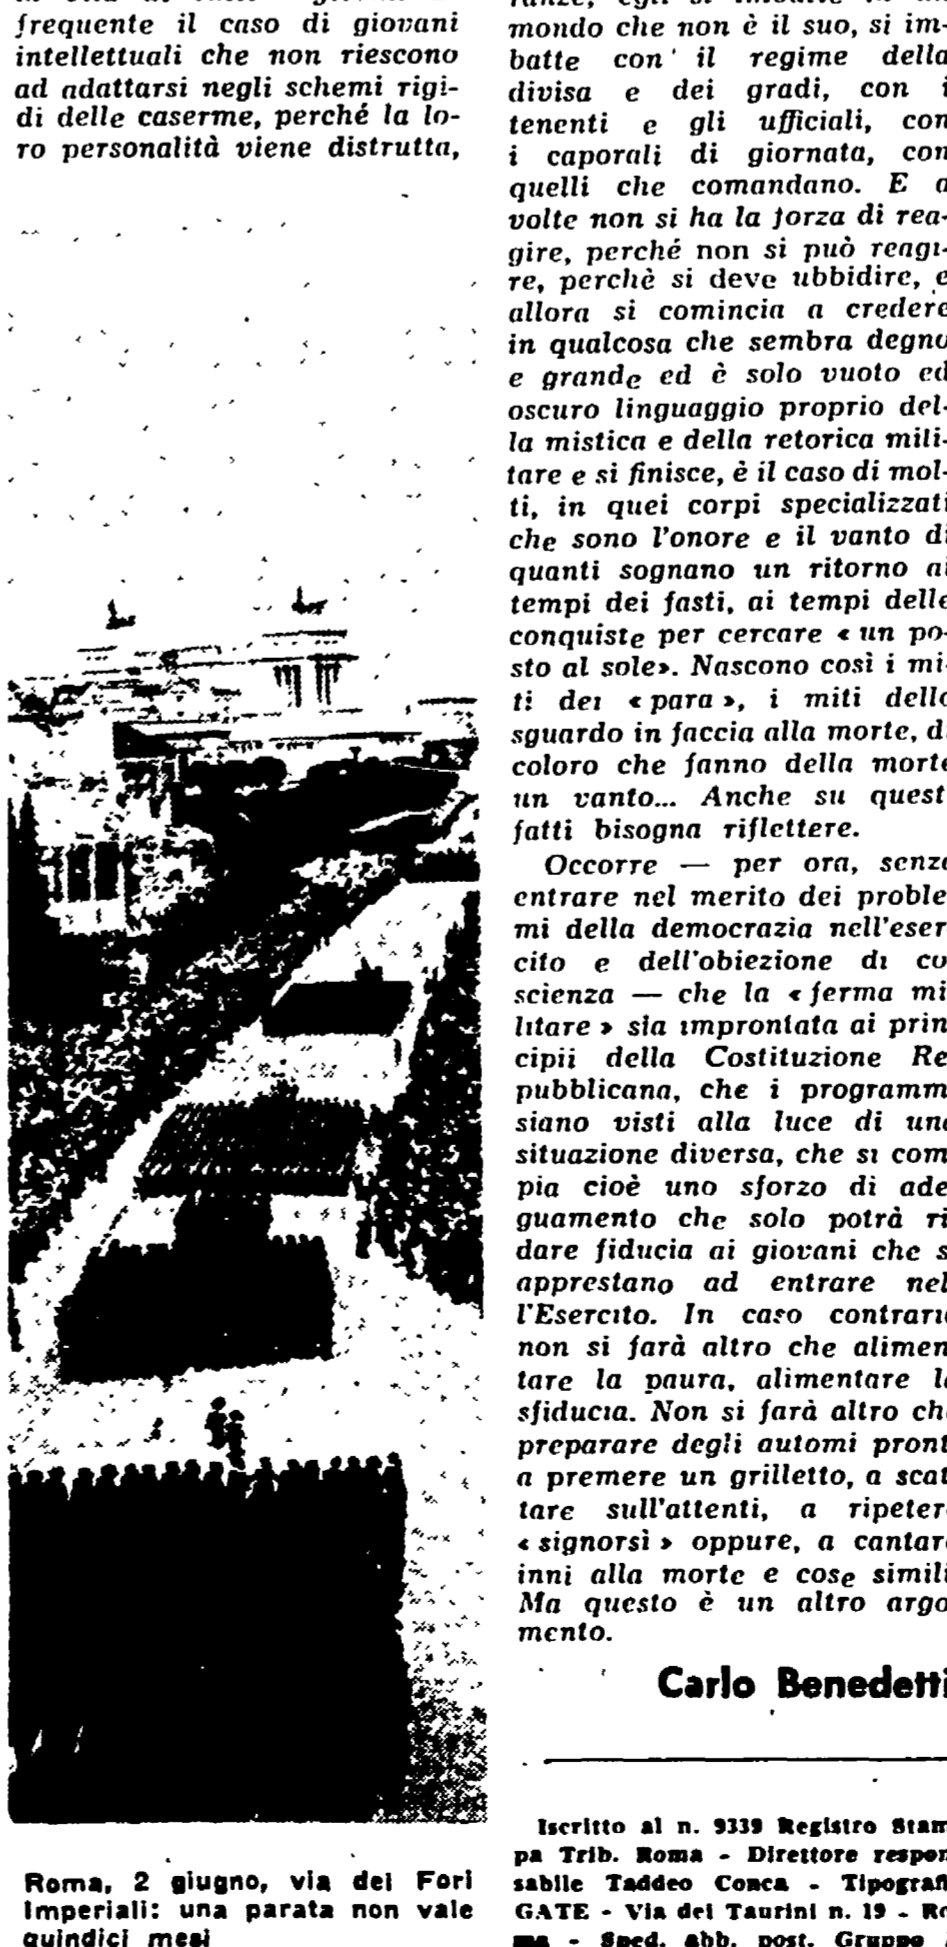 frequente il caso di giovani
intellettuali che non riescono
ad adattarsi negli schemi rigi-
di delle caserme, perché la lo-
ro personalità viene distrutta,
Roma, 2 giugno, via dei Fori
Imperiali: una parata non vale
quindici mesi
mondo che non è il suo, si im-
batte con il regime della
divisa e dei gradi, con i
tenenti e gli ufficiali, con
i caporali di giornata, con
quelli che comandano. E a
volte non si ha la forza di rea-
gire, perché non si può reagi-
re, perchè si deve ubbidire, e
allora si comincia a credere
in qualcosa che sembra degno
e grande ed è solo vuoto ed
oscuro linguaggio proprio del-
la mistica e della retorica mili-
tare e si finisce, è il caso di mol-
ti, in quei corpi specializzati
che sono l'onore e il vanto di
quanti sognano un ritorno ai
tempi dei fasti, ai tempi delle
conquiste per cercare « un po-
sto al sole». Nascono così i mi-
ti dei « para », i miti dello
sguardo in faccia alla morte, di
coloro che fanno della morte
un vanto... Anche su quest
fatti bisogna riflettere.
Occorre — per ora, senza
entrare nel merito dei proble
mi della democrazia nell'eser
cito e dell'obiezione di co
scienza — che la « ferma mi
litare » sia improntata ai prin
cipii della Costituzione Re
pubblicana, che i programm
siano visti alla luce di una
situazione diversa, che si com
pia cioè uno sforzo di ade
guamento che solo potrà ri
dare fiducia ai giovani che s
apprestano ad entrare nel
l'Esercito. In caso contrario
non si farà altro che alimen
tare la paura, alimentare la
sfiducia. Non si farà altro che
preparare degli automi pront
a premere un grilletto, a scat
tare sull'attenti, a ripetere
« signorsì » oppure, a cantare
inni alla morte e cose simili
Ma questo è un altro argo
mento.
Carlo Benedetti
Iscritto al n. 9339 Registro Stam
pa Trib. Roma - Direttore respon
sabile Taddeo Conca - Tipografi
GATE - Via dei Taurini n. 19 - Ro
ma - Sped. abb. post. Gruppo